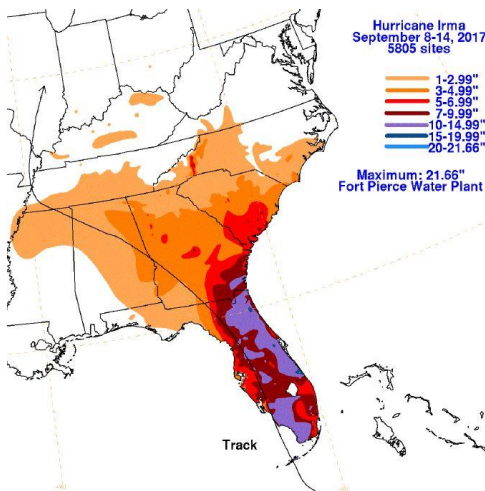 Hurricane Irma
September 8-14, 2017
5805 sites
1-2.99"
3-4.99"
5-6.99"
7-9.99"
10-14.99"
15-19.99"
20-21.66"
Maximum: 21.66"
Fort Pierce Water Plant
Track